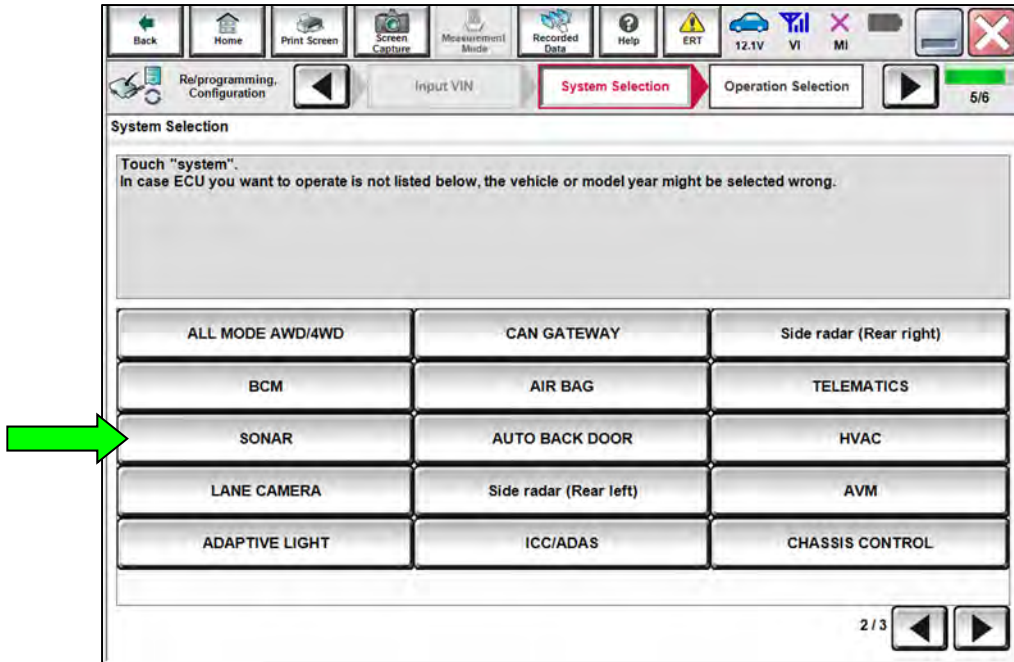 Back
Home
Print Screen
Screen
Capture
Measurement
Mode
Recorded
Data
Help
ERT
12.1V
VI
MI
Re/programming,
Configuration
Input VIN
System Selection
Operation Selection
5/6
System Selection
Touch "system".
In case ECU you want to operate is not listed below, the vehicle or model year might be selected wrong.
ALL MODE AWD/4WD
CAN GATEWAY
Side radar (Rear right)
BCM
AIR BAG
TELEMATICS
SONAR
AUTO BACK DOOR
HVAC
LANE CAMERA
Side radar (Rear left)
AVM
ADAPTIVE LIGHT
ICC/ADAS
CHASSIS CONTROL
2/3